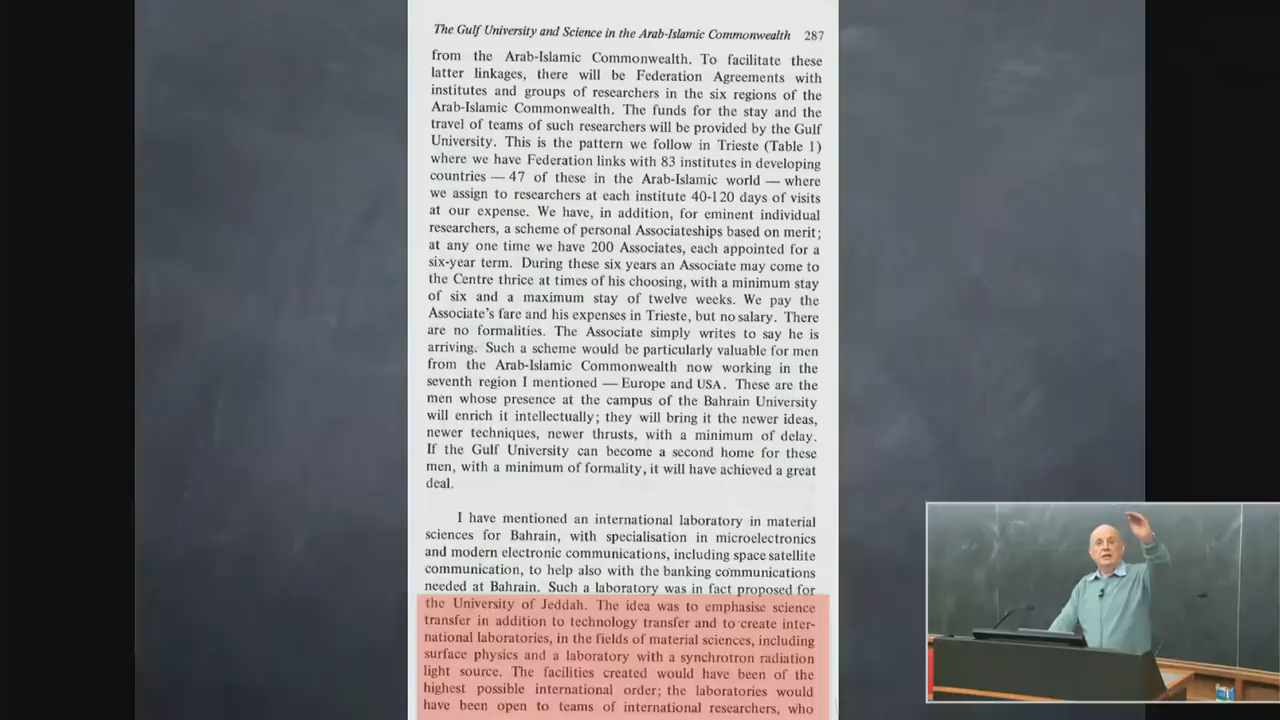 The Gulf University and Science in the Arab-Islamic Commonwealth 287
from the Arab-Islamic Commonwealth. To facilitate these
latter linkages, there will be Federation Agreements with
institutes and groups of researchers in the six regions of the
Arab-Islamic Commonwealth. The funds for the stay and the
travel of teams of such researchers will be provided by the Gulf
University. This is the pattern we follow in Trieste (Table 1)
where we have Federation links with 83 institutes in developing
countries — 47 of these in the Arab-Islamic world — where
we assign to researchers at each institute 40-120 days of visits
at our expense. We have, in addition, for eminent individual
researchers, a scheme of personal Associateships based on merit;
at any one time we have 200 Associates, each appointed for a
six-year term. During these six years an Associate may come to
the Centre thrice at times of his choosing, with a minimum stay
of six and a maximum stay of twelve weeks. We pay the
Associate's fare and his expenses in Trieste, but no salary. There
are no formalities. The Associate simply writes to say he is
arriving. Such a scheme would be particularly valuable for men
from the Arab-Islamic Commonwealth now working in the
seventh region I mentioned — Europe and USA. These are the
men whose presence at the campus of the Bahrain University
will enrich it intellectually; they will bring it the newer ideas,
newer techniques, newer thrusts, with a minimum of delay.
If the Gulf University can become a second home for these
men, with a minimum of formality, it will have achieved a great
deal.
I have mentioned an international laboratory in material
sciences for Bahrain, with specialisation in microelectronics
and modern electronic communications, including space satellite
communication, to help also with the banking communications
needed at Bahrain. Such a laboratory was in fact proposed for
the University of Jeddah. The idea was to emphasise science
transfer in addition to technology transfer and to create inter-
national laboratories, in the fields of material sciences, including
surface physics and a laboratory with a synchrotron radiation
light source. The facilities created would have been of the
highest possible international order; the laboratories would
have been open to teams of international researchers, who